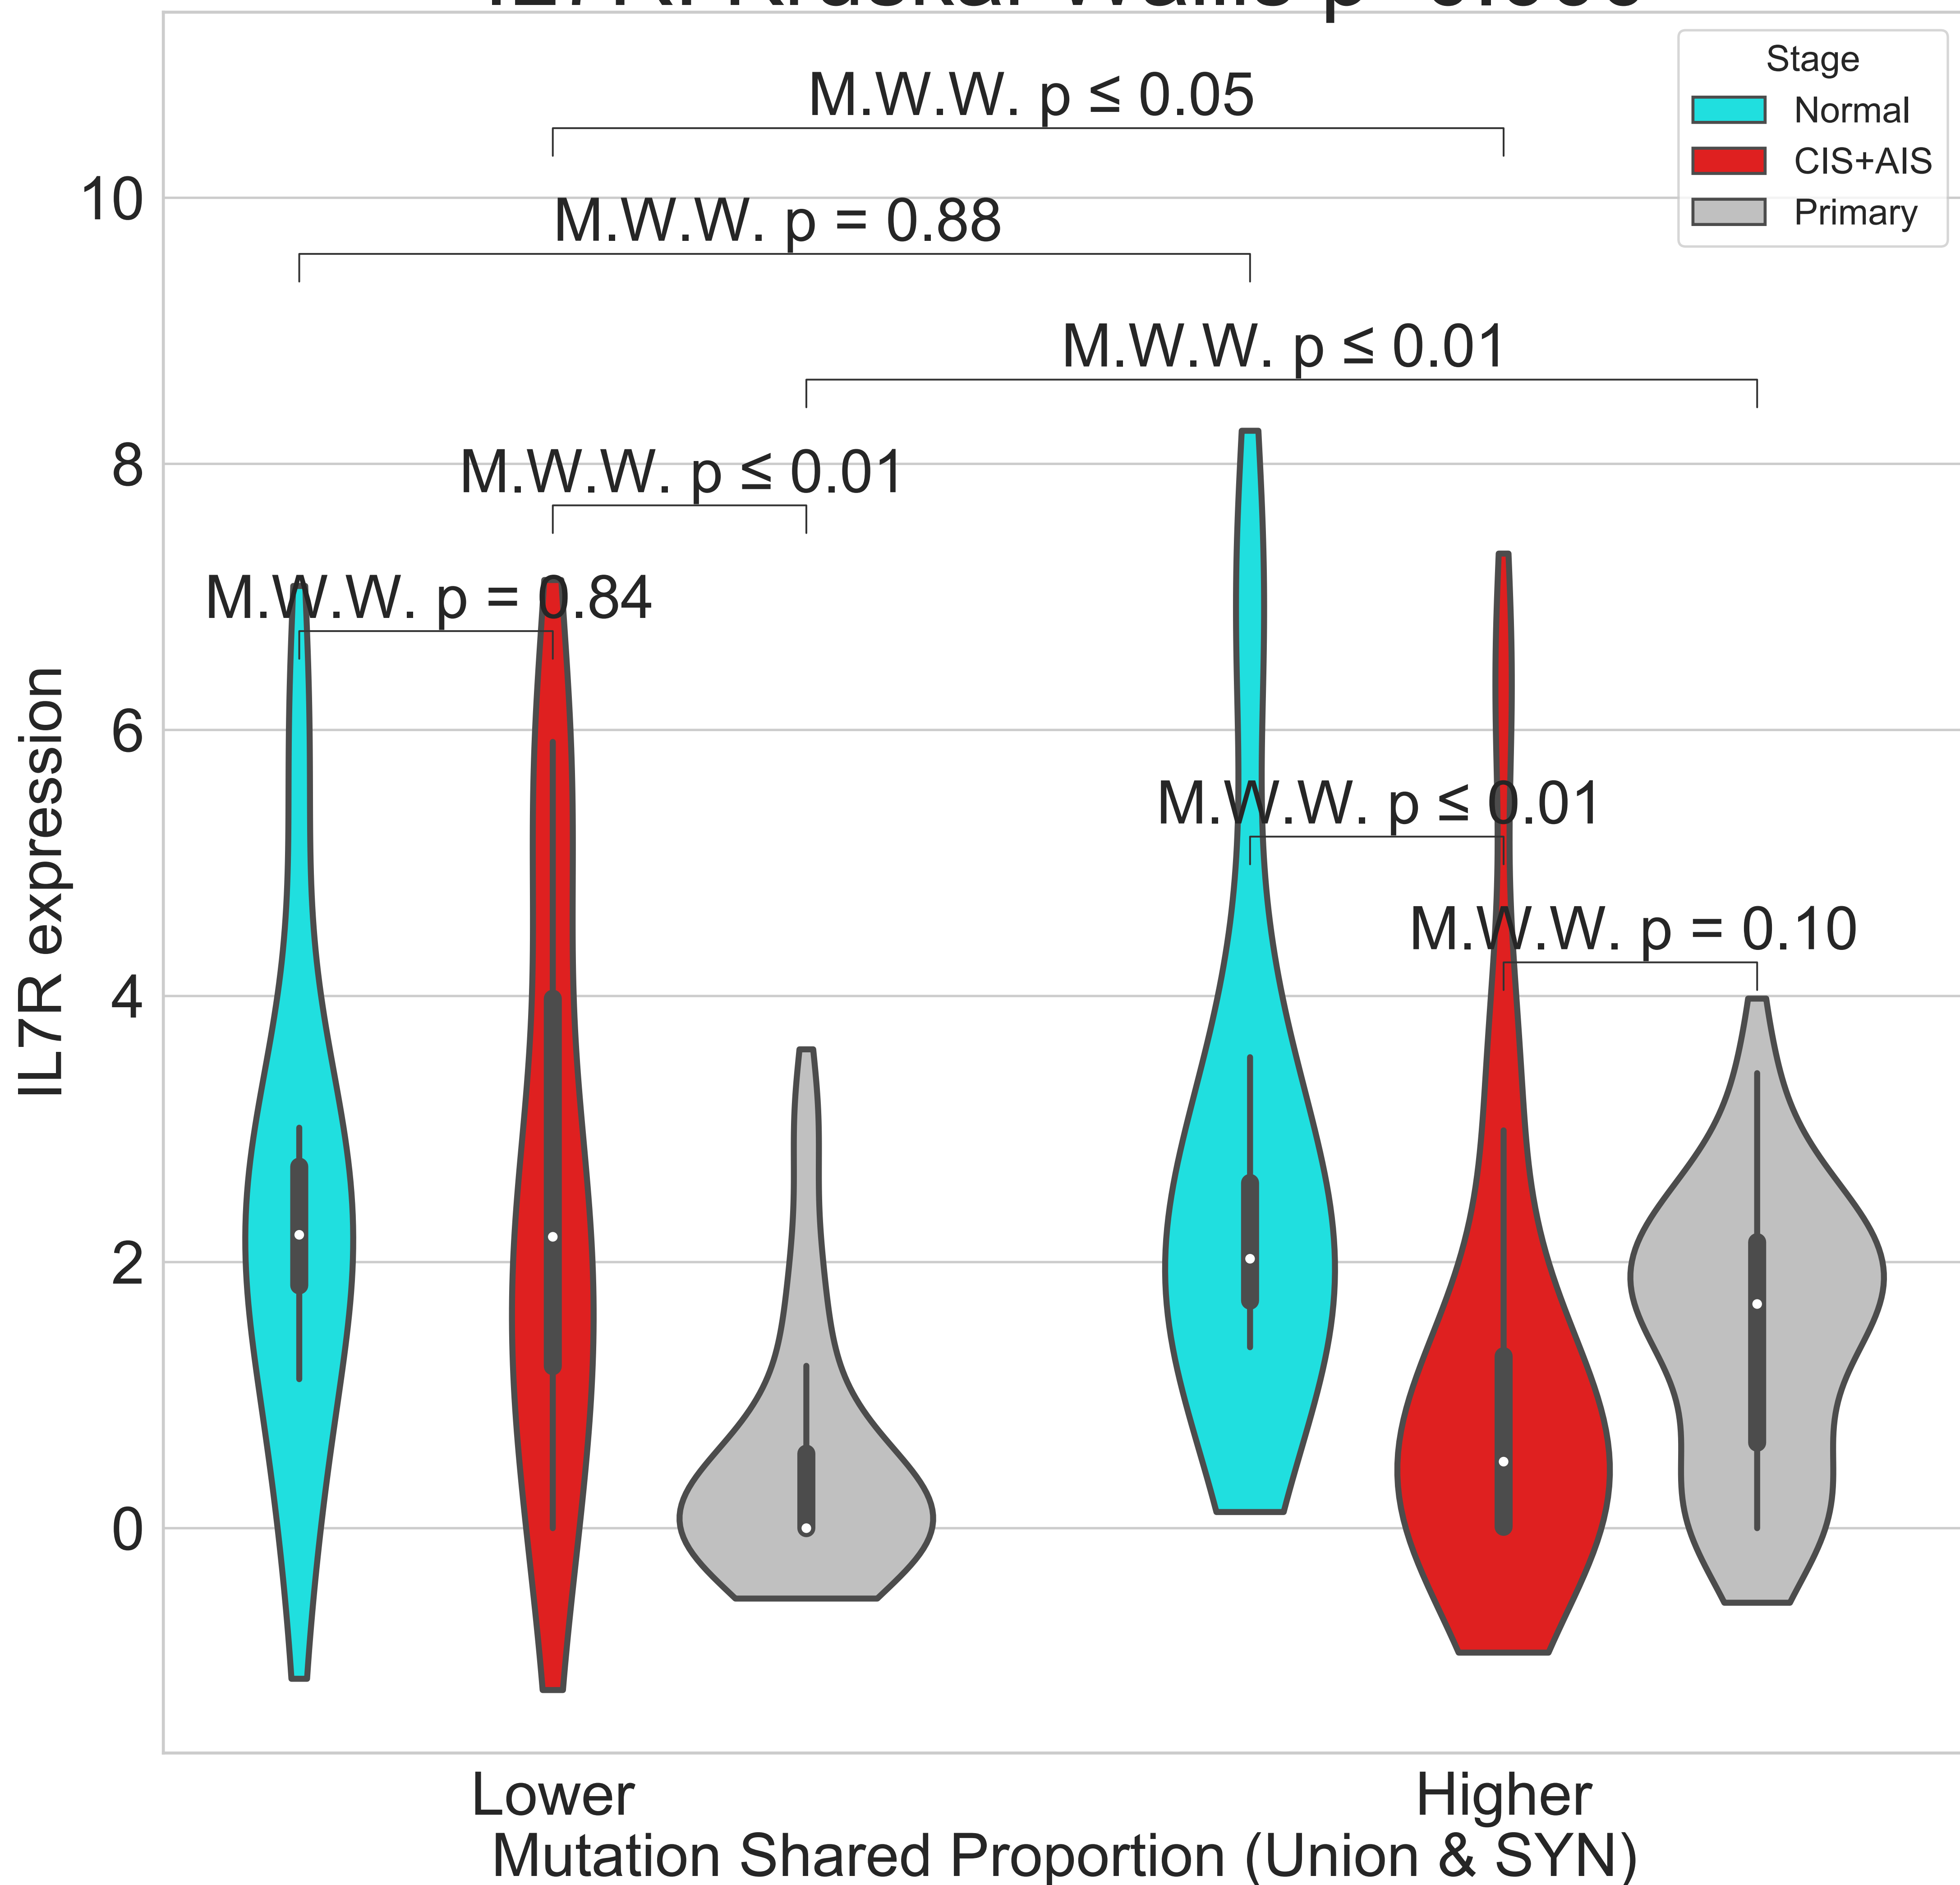 Stage
Normal
CIS+AIS
Primary
M.W.W. p ≤ 0.05
M.W.W. p = 0.88
M.W.W. p ≤ 0.01
M.W.W. p ≤ 0.01
M.W.W. p = 0.84
M.W.W. p ≤ 0.01
M.W.W. p = 0.10
10
8
6
4
2
0
IL7R expression
Lower
Higher
Mutation Shared Proportion (Union & SYN)